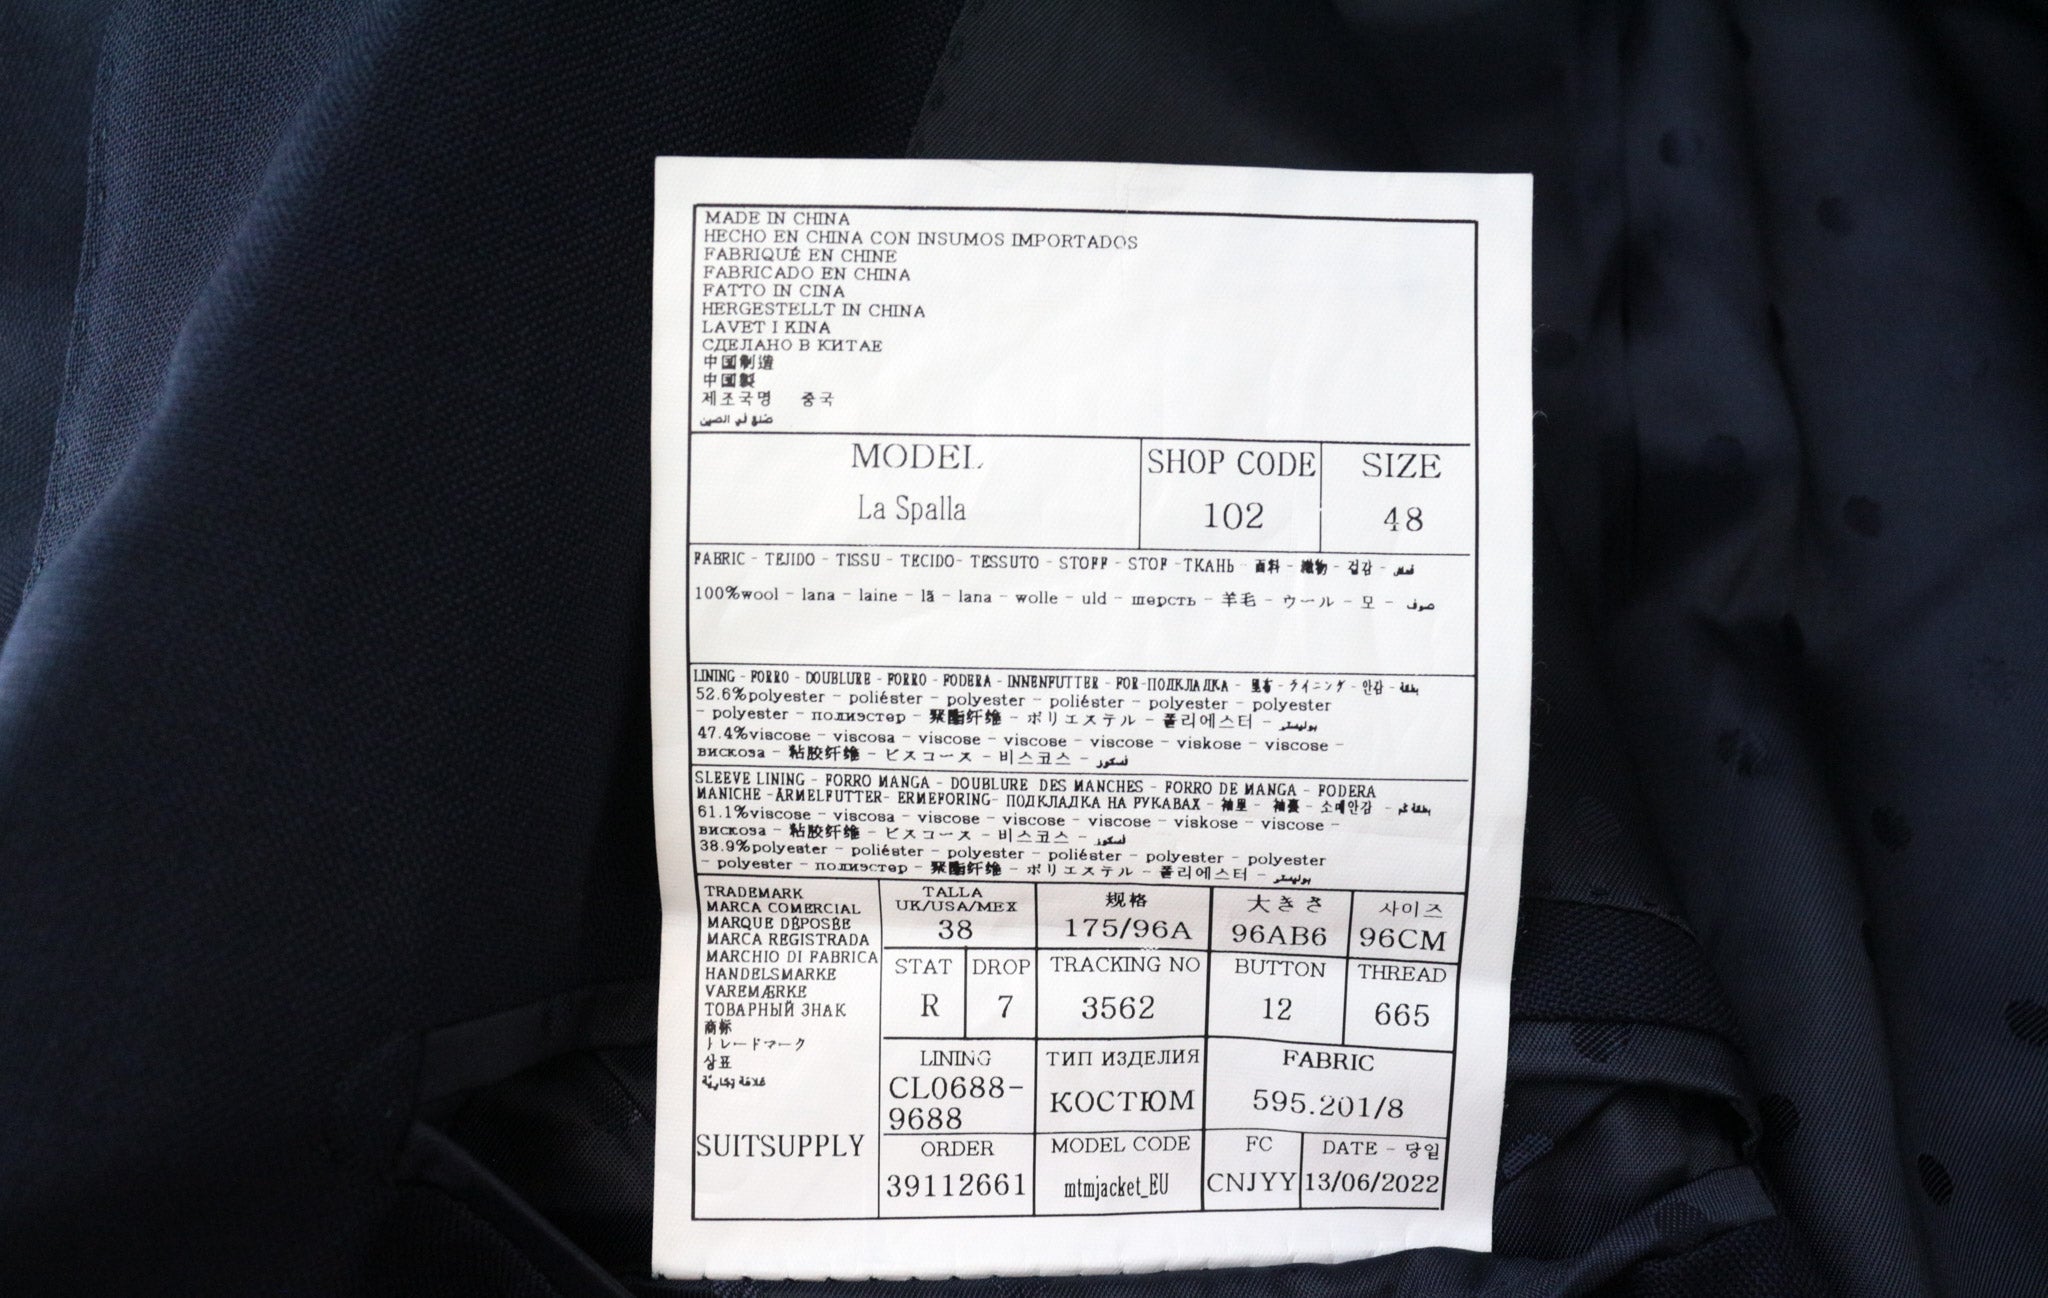 MADE IN CHINA
HECHO EN CHINA CON INSUMOS IMPORTADOS
FABRIQUÉ EN CHINE
FABRICADO EN CHINA
FATTO IN CINA
HERGESTELLT IN CHINA
LAVET I KINA
СДЕЛАНО В КИТАЕ
中国制造
中國製
제조국명 중국
صنع في الصين
MODEL
La Spalla
SHOP CODE
102
SIZE
48
FABRIC - TEJIDO - TISSU - TECIDO- TESSUTO - STOFF - STOF -ТКАНЬ - 面料 - 織物 - 겉감 - قماش
100%wool - lana - laine - lã - lana - wolle - uld - шерсть - 羊毛 - ウール - 모 - صوف
LINING - FORRO - DOUBLURE - FORRO - FODERA - INNENFUTTER - FOR-ПОДКЛАДКА - 里布 - ライニング - 안감 - بطانة
52.6%polyester - poliéster - polyester - poliéster - polyester - polyester
- polyester - полиэстер - 聚酯纤维 - ポリエステル - 폴리에스터 - بوليستر
47.4%viscose - viscosa - viscose - viscose - viscose - viskose - viscose -
вискоза - 粘胶纤维 - ビスコース - 비스코스 - فسكوز
SLEEVE LINING - FORRO MANGA - DOUBLURE DES MANCHES - FORRO DE MANGA - FODERA
MANICHE -ÄRMELFUTTER- ERMEFORING- ПОДКЛАДКА НА РУКАВАХ - 袖里 - 袖裏 - 소매안감 - بطانة كم
61.1%viscose - viscosa - viscose - viscose - viscose - viskose - viscose -
вискоза - 粘胶纤维 - ビスコース - 비스코스 - فسكوز
38.9%polyester - poliéster - polyester - poliéster - polyester - polyester
- polyester - полиэстер - 聚酯纤维 - ポリエステル - 폴리에스터 - بوليستر
TRADEMARK
MARCA COMERCIAL
MARQUE DÉPOSÉE
MARCA REGISTRADA
MARCHIO DI FABRICA
HANDELSMARKE
VAREMÆRKE
ТОВАРНЫЙ ЗНАК
商标
トレードマーク
상표
علامة تجارية
SUITSUPPLY
TALLA
UK/USA/MEX
38
规格
175/96A
大きさ
96AB6
사이즈
96CM
STAT
R
DROP
7
TRACKING NO
3562
BUTTON
12
THREAD
665
LINING
CL0688-
9688
ТИП ИЗДЕЛИЯ
КОСТЮМ
FABRIC
595.201/8
ORDER
39112661
MODEL CODE
mtmjacket_EU
FC
CNJYY
DATE - 당일
13/06/2022